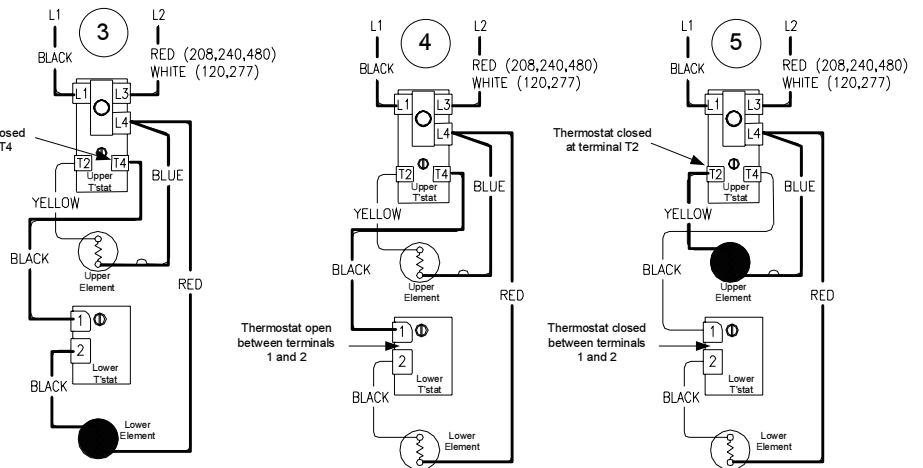 L1
3
L2
BLACK
RED (208,240,480)
WHITE (120,277)
L1
L3
L4
T4
T2
T4
Upper
T'stat
BLUE
YELLOW
Upper
Element
BLACK
RED
1
2
Lower
T'stat
BLACK
Lower
Element
L1
4
L2
BLACK
RED (208,240,480)
WHITE (120,277)
L1
L3
L4
T2
T4
Upper
T'stat
BLUE
YELLOW
Upper
Element
BLACK
RED
Thermostat open
between terminals
1 and 2
1
2
Lower
T'stat
BLACK
Lower
Element
L1
5
L2
BLACK
RED (208,240,480)
WHITE (120,277)
L1
L3
L4
Thermostat closed
at terminal T2
T2
T4
Upper
T'stat
BLUE
YELLOW
Upper
Element
BLACK
RED
Thermostat closed
between terminals
1 and 2
1
2
Lower
T'stat
BLACK
Lower
Element